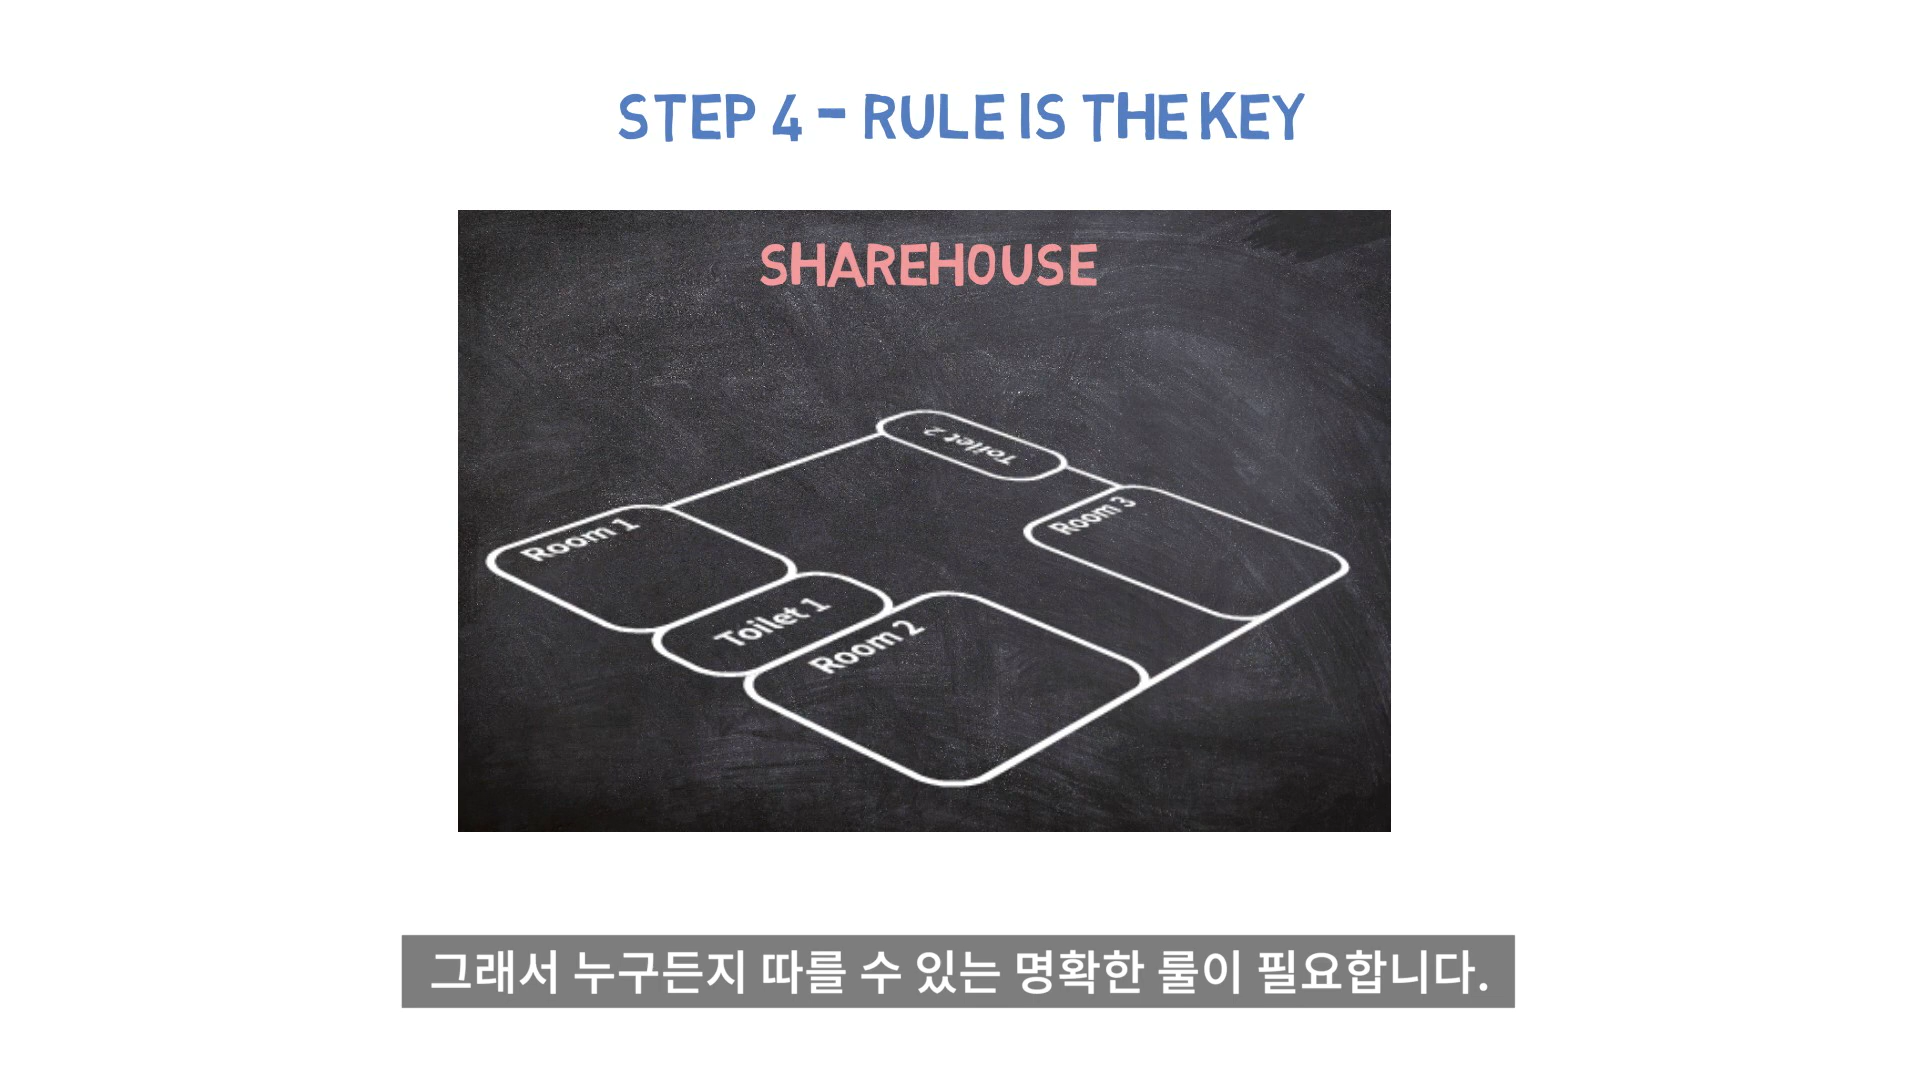 STEP 4 - RULE IS THE KEY
SHAREHOUSE
Toilet 2
Room 1
Room 3
Toilet 1
Room 2
그래서 누구든지 따를 수 있는 명확한 룰이 필요합니다.